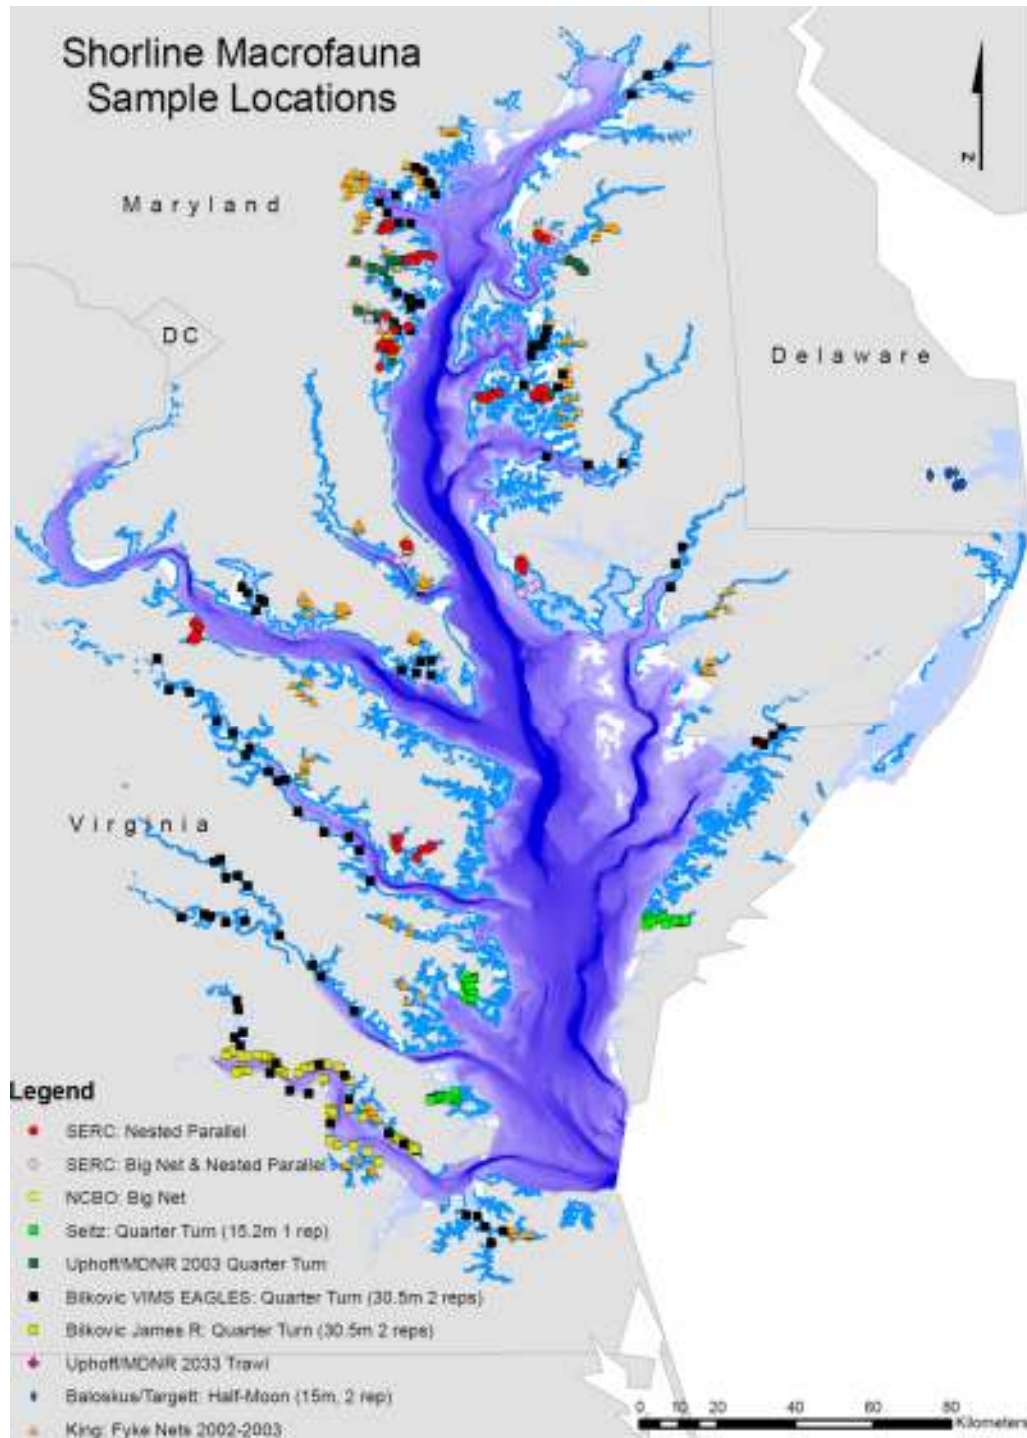 Shorline Macrofauna
Sample Locations
N
Maryland
DC
Delaware
Virginia
Legend
SERC: Nested Parallel
SERC: Big Net & Nested Parallel
NCBO: Big Net
Seitz: Quarter Turn (15.2m 1 rep)
Uphoff/MDNR 2003 Quarter Turn
Bilkovic VIMS EAGLES: Quarter Turn (30.5m 2 reps)
Bilkovic James R: Quarter Turn (30.5m 2 reps)
Uphoff/MDNR 2033 Trawl
Baloskus/Targett: Half-Moon (15m, 2 rep)
King: Fyke Nets 2002-2003
0 10 20 40 60 80
Kilometers